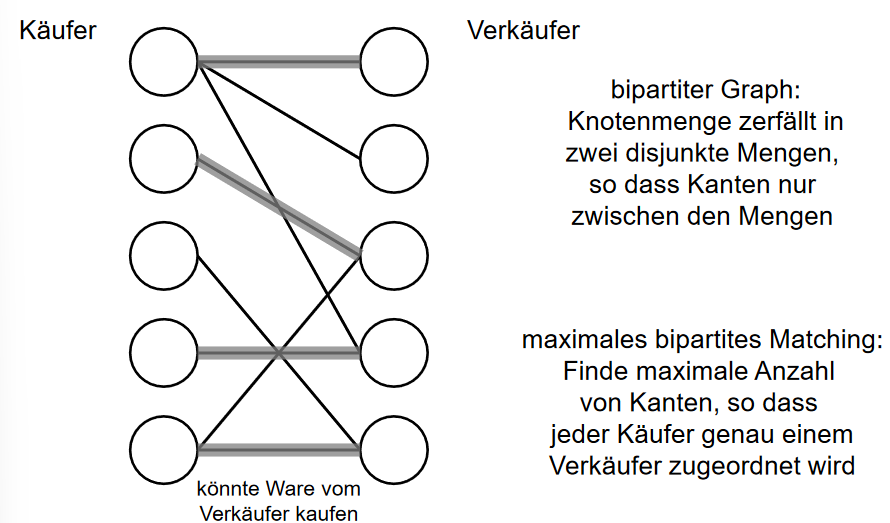 Käufer
Verkäufer
bipartiter Graph:
Knotenmenge zerfällt in
zwei disjunkte Mengen,
so dass Kanten nur
zwischen den Mengen
maximales bipartites Matching:
Finde maximale Anzahl
von Kanten, so dass
jeder Käufer genau einem
Verkäufer zugeordnet wird
könnte Ware vom
Verkäufer kaufen